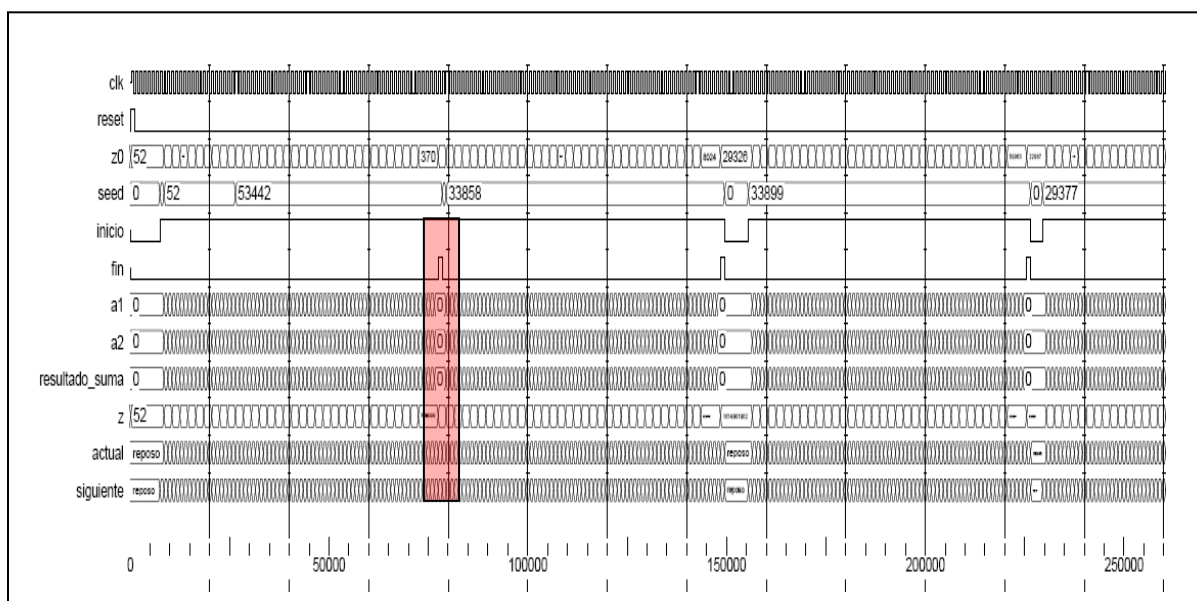 clk
reset
z0 52 370 8024 29326
seed 0 52 53442 33858 0 33899 0 29377
inicio
fin
a1 0 0 0 0
a2 0 0 0 0
resultado_suma 0 0 0 0
z 52
actual reposo reposo
siguiente reposo reposo
0 50000 100000 150000 200000 250000